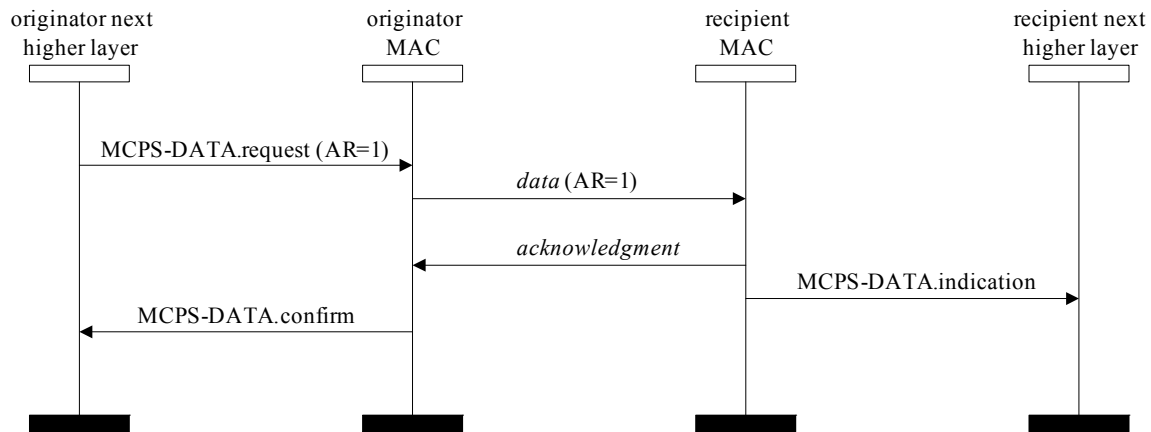 originator next
higher layer
originator
MAC
recipient
MAC
recipient next
higher layer
MCPS-DATA.request (AR=1)
data (AR=1)
acknowledgment
MCPS-DATA.indication
MCPS-DATA.confirm